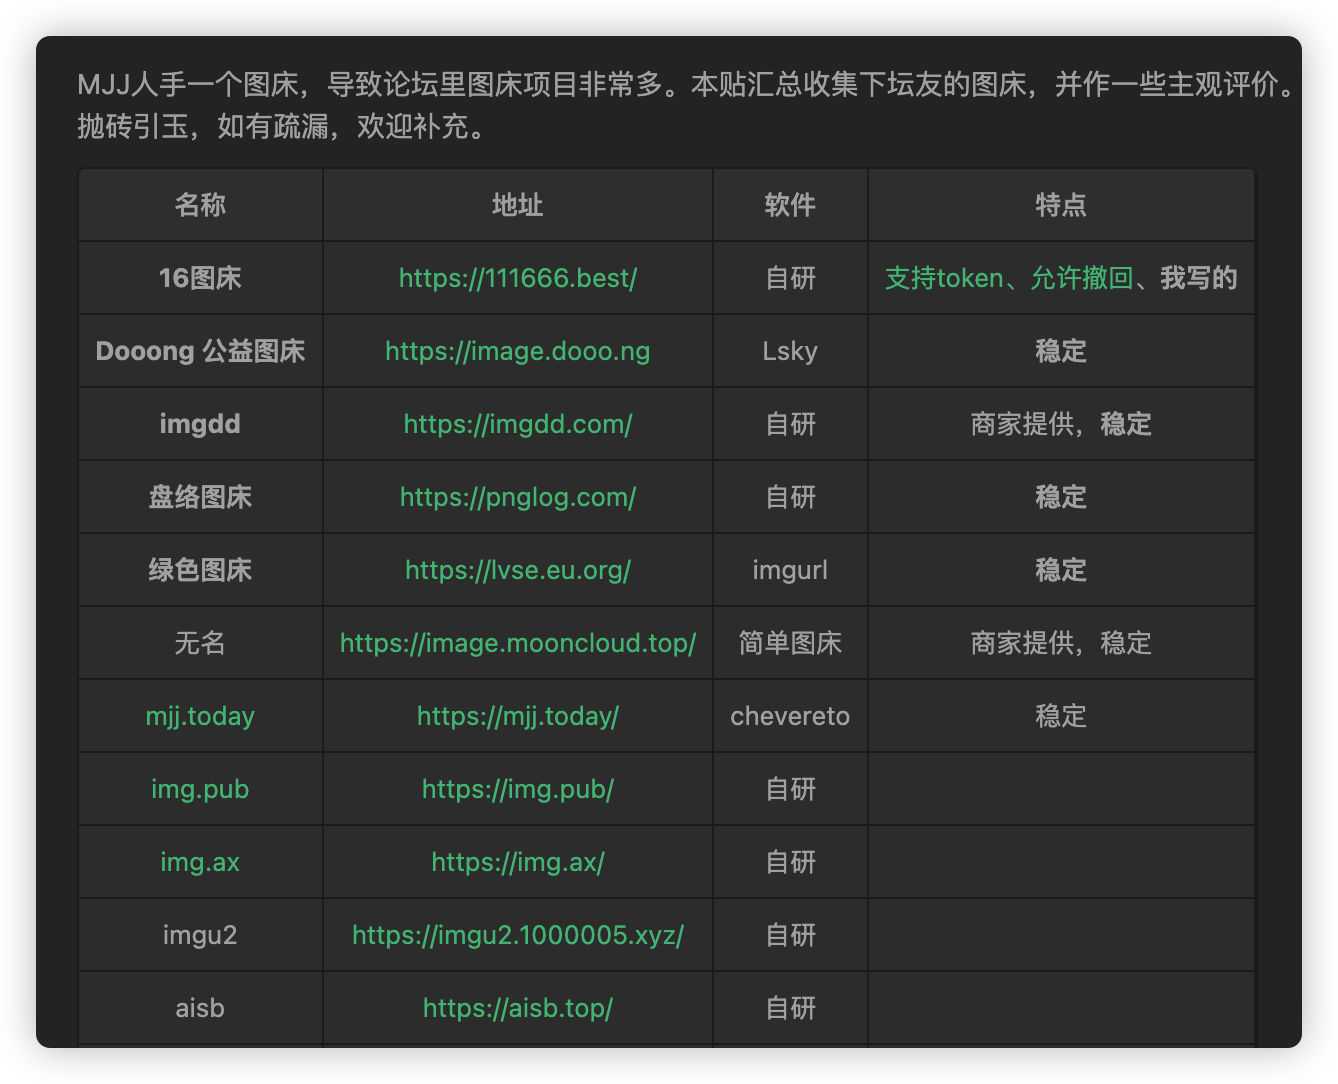 MJJ人手一个图床，导致论坛里图床项目非常多。本贴汇总收集下坛友的图床，并作一些主观评价。
抛砖引玉，如有疏漏，欢迎补充。
名称 地址 软件 特点
16图床 https://111666.best/ 自研 支持token、允许撤回、我写的
Dooong 公益图床 https://image.dooo.ng Lsky 稳定
imgdd https://imgdd.com/ 自研 商家提供，稳定
盘络图床 https://pnglog.com/ 自研 稳定
绿色图床 https://lvse.eu.org/ imgurl 稳定
无名 https://image.mooncloud.top/ 简单图床 商家提供，稳定
mjj.today https://mjj.today/ chevereto 稳定
img.pub https://img.pub/ 自研
img.ax https://img.ax/ 自研
imgu2 https://imgu2.1000005.xyz/ 自研
aisb https://aisb.top/ 自研